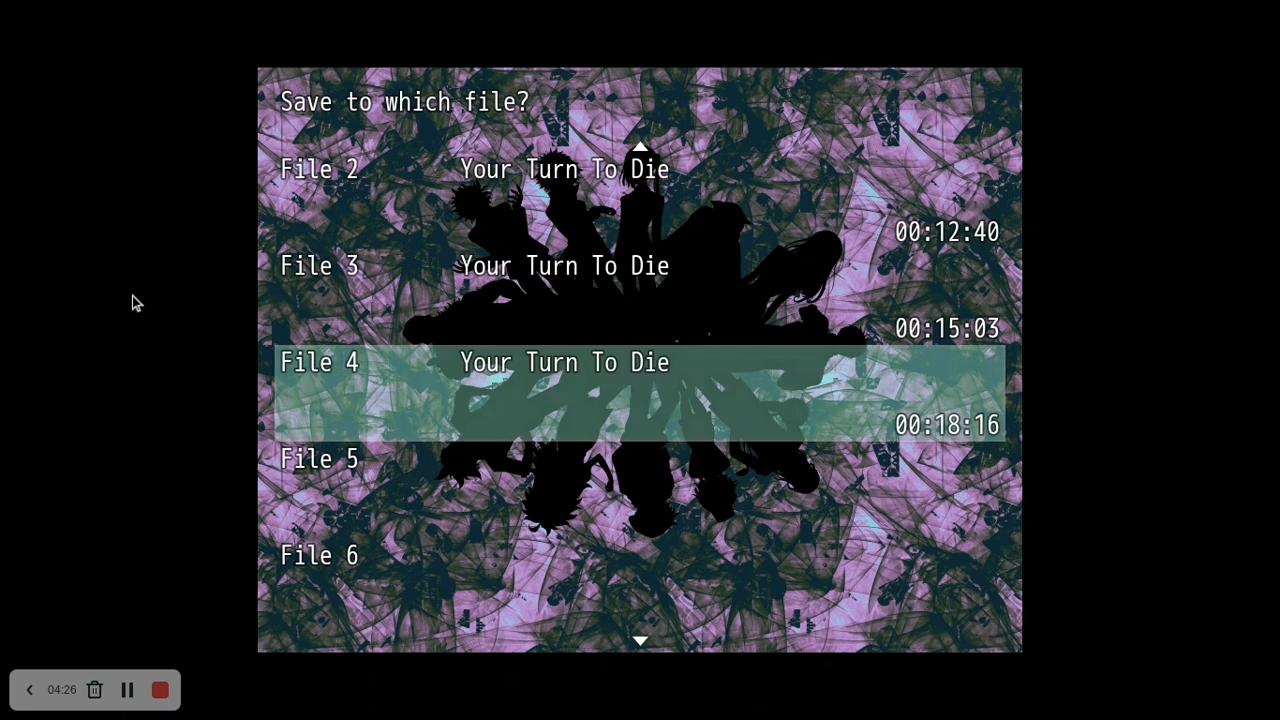 Save to which file?
File 2 Your Turn To Die
00:12:40
File 3 Your Turn To Die
00:15:03
File 4 Your Turn To Die
00:18:16
File 5
File 6
04:26